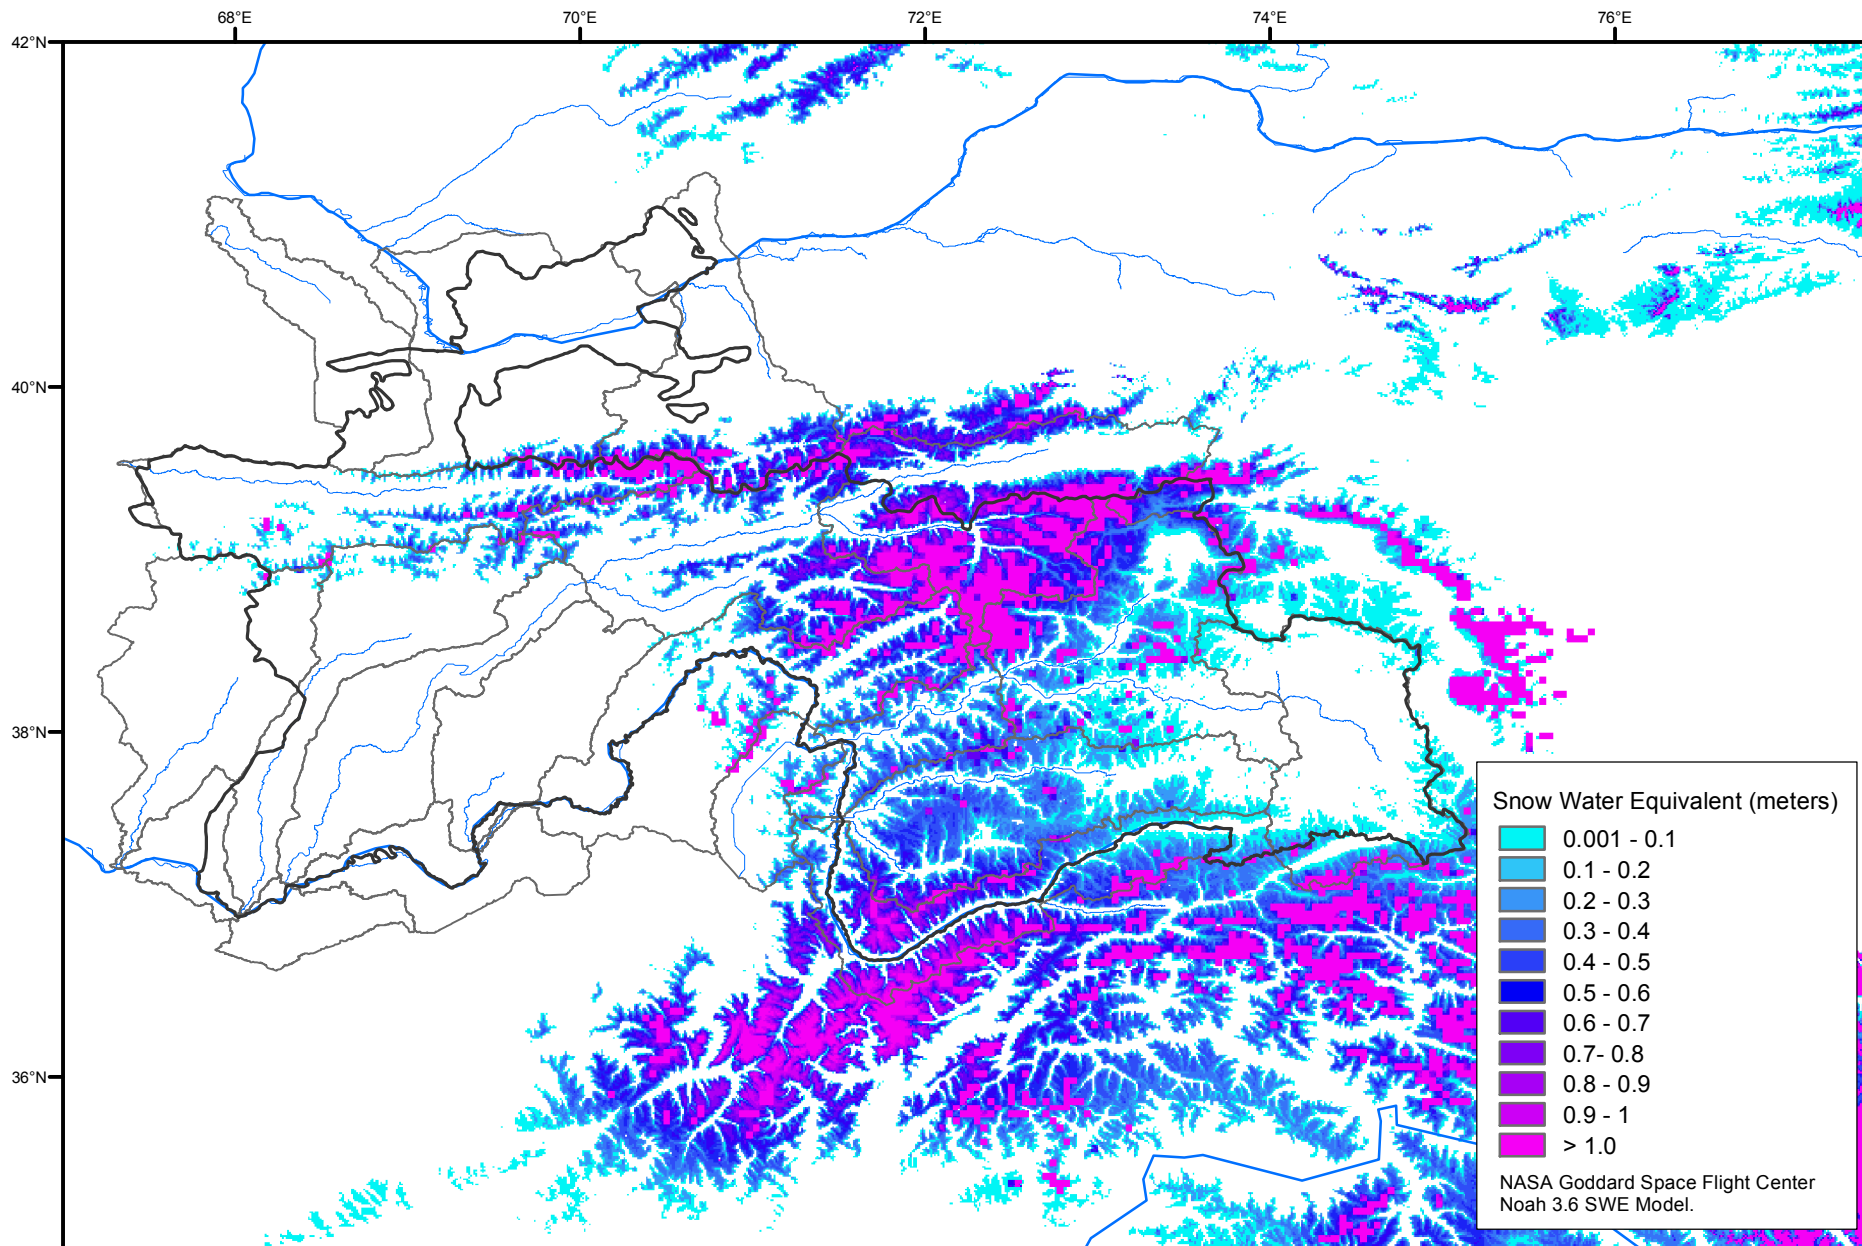 68°E 70°E 72°E 74°E 76°E
42°N
40°N
38°N
36°N
Snow Water Equivalent (meters)
0.001 - 0.1
0.1 - 0.2
0.2 - 0.3
0.3 - 0.4
0.4 - 0.5
0.5 - 0.6
0.6 - 0.7
0.7- 0.8
0.8 - 0.9
0.9 - 1
> 1.0
NASA Goddard Space Flight Center
Noah 3.6 SWE Model.